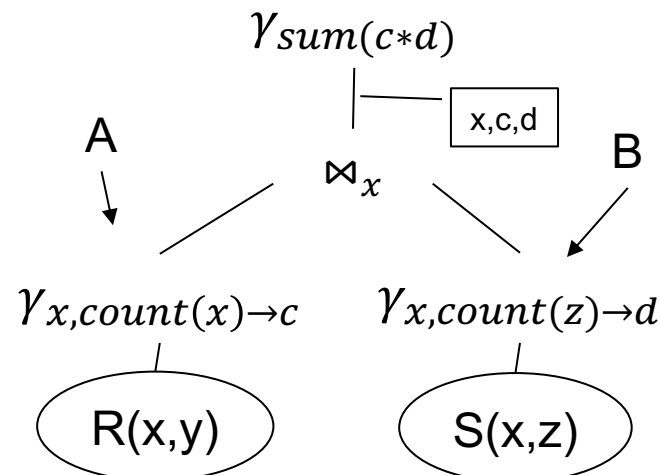 γsum(c∗d)
x,c,d
A
B
⋈x
γx,count(x)→c
γx,count(z)→d
R(x,y)
S(x,z)